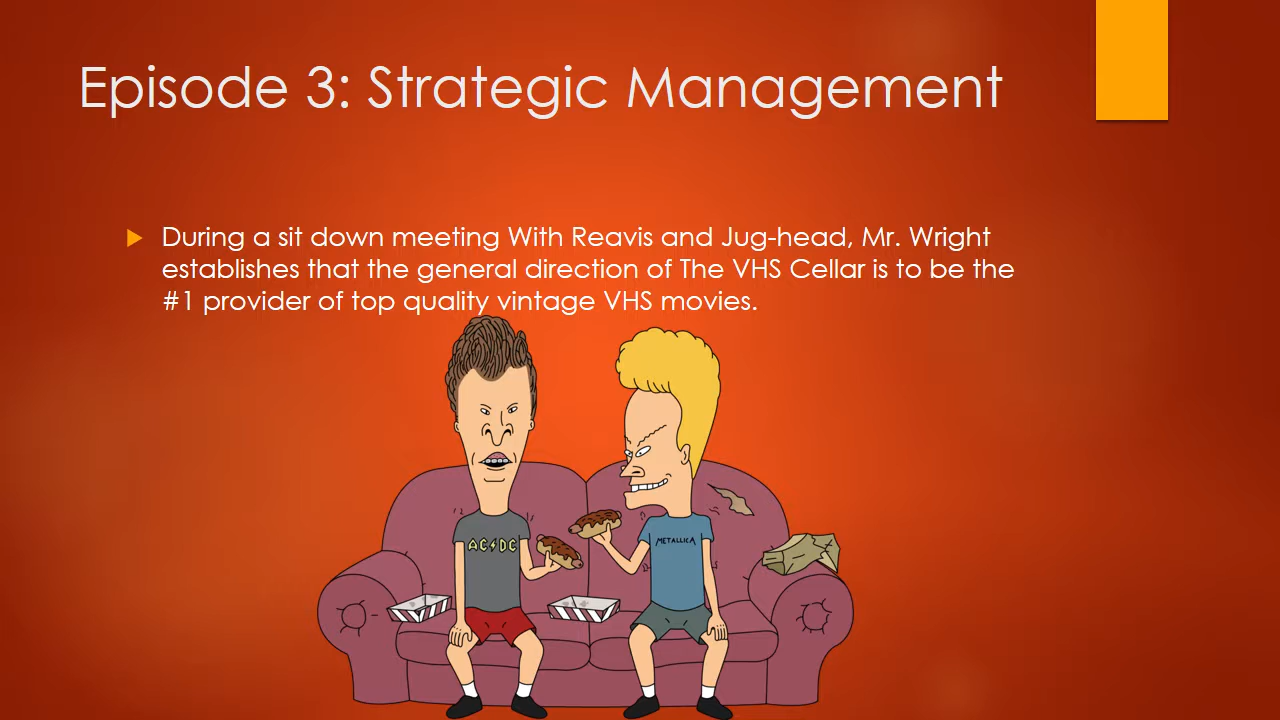 Episode 3: Strategic Management
During a sit down meeting With Reavis and Jug-head, Mr. Wright
establishes that the general direction of The VHS Cellar is to be the
#1 provider of top quality vintage VHS movies.
AC⚡DC
METALLICA